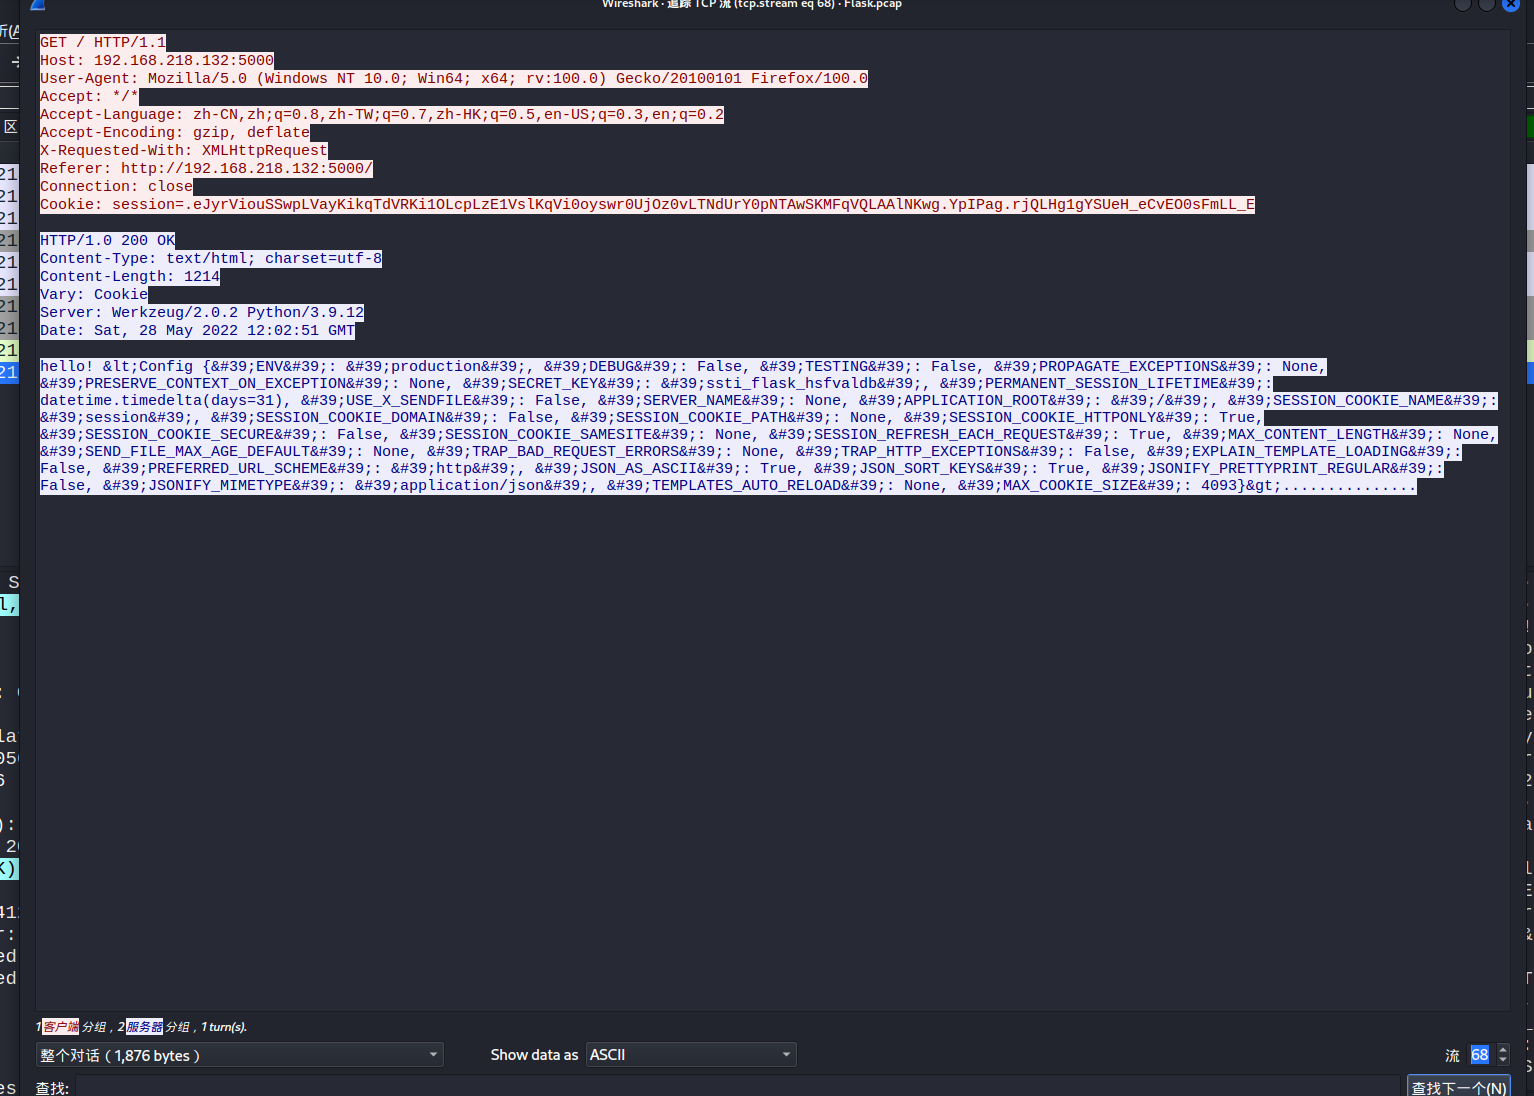 Wireshark · 追踪 TCP 流 (tcp.stream eq 68) · Flask.pcap
GET / HTTP/1.1
Host: 192.168.218.132:5000
User-Agent: Mozilla/5.0 (Windows NT 10.0; Win64; x64; rv:100.0) Gecko/20100101 Firefox/100.0
Accept: */*
Accept-Language: zh-CN,zh;q=0.8,zh-TW;q=0.7,zh-HK;q=0.5,en-US;q=0.3,en;q=0.2
Accept-Encoding: gzip, deflate
X-Requested-With: XMLHttpRequest
Referer: http://192.168.218.132:5000/
Connection: close
Cookie: session=.eJyrViouSSwpLVayKikqTdVRKi1OLcpLzE1VslKqVi0oyswr0UjOz0vLTNdUrY0pNTAwSKMFqVQLAAlNKwg.YpIPag.rjQLHg1gYSUeH_eCvEO0sFmLL_E
HTTP/1.0 200 OK
Content-Type: text/html; charset=utf-8
Content-Length: 1214
Vary: Cookie
Server: Werkzeug/2.0.2 Python/3.9.12
Date: Sat, 28 May 2022 12:02:51 GMT
hello! &lt;Config {&#39;ENV&#39;: &#39;production&#39;, &#39;DEBUG&#39;: False, &#39;TESTING&#39;: False, &#39;PROPAGATE_EXCEPTIONS&#39;: None,
&#39;PRESERVE_CONTEXT_ON_EXCEPTION&#39;: None, &#39;SECRET_KEY&#39;: &#39;ssti_flask_hsfvaldb&#39;, &#39;PERMANENT_SESSION_LIFETIME&#39;:
datetime.timedelta(days=31), &#39;USE_X_SENDFILE&#39;: False, &#39;SERVER_NAME&#39;: None, &#39;APPLICATION_ROOT&#39;: &#39;/&#39;, &#39;SESSION_COOKIE_NAME&#39;:
&#39;session&#39;, &#39;SESSION_COOKIE_DOMAIN&#39;: False, &#39;SESSION_COOKIE_PATH&#39;: None, &#39;SESSION_COOKIE_HTTPONLY&#39;: True,
&#39;SESSION_COOKIE_SECURE&#39;: False, &#39;SESSION_COOKIE_SAMESITE&#39;: None, &#39;SESSION_REFRESH_EACH_REQUEST&#39;: True, &#39;MAX_CONTENT_LENGTH&#39;: None,
&#39;SEND_FILE_MAX_AGE_DEFAULT&#39;: None, &#39;TRAP_BAD_REQUEST_ERRORS&#39;: None, &#39;TRAP_HTTP_EXCEPTIONS&#39;: False, &#39;EXPLAIN_TEMPLATE_LOADING&#39;:
False, &#39;PREFERRED_URL_SCHEME&#39;: &#39;http&#39;, &#39;JSON_AS_ASCII&#39;: True, &#39;JSON_SORT_KEYS&#39;: True, &#39;JSONIFY_PRETTYPRINT_REGULAR&#39;:
False, &#39;JSONIFY_MIMETYPE&#39;: &#39;application/json&#39;, &#39;TEMPLATES_AUTO_RELOAD&#39;: None, &#39;MAX_COOKIE_SIZE&#39;: 4093}&gt;...............
1客户端 分组，2服务器 分组，1 turn(s).
整个对话（1,876 bytes）
Show data as ASCII
流 68
查找:
查找下一个(N)